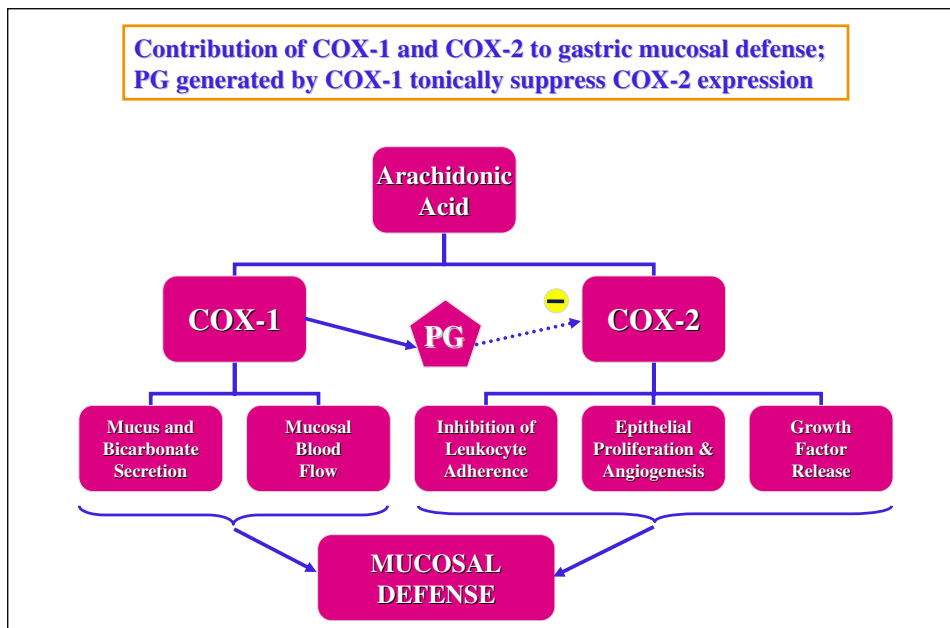 Contribution of COX-1 and COX-2 to gastric mucosal defense;
PG generated by COX-1 tonically suppress COX-2 expression
Arachidonic
Acid
COX-1
PG
–
COX-2
Mucus and
Bicarbonate
Secretion
Mucosal
Blood
Flow
Inhibition of
Leukocyte
Adherence
Epithelial
Proliferation &
Angiogenesis
Growth
Factor
Release
MUCOSAL
DEFENSE